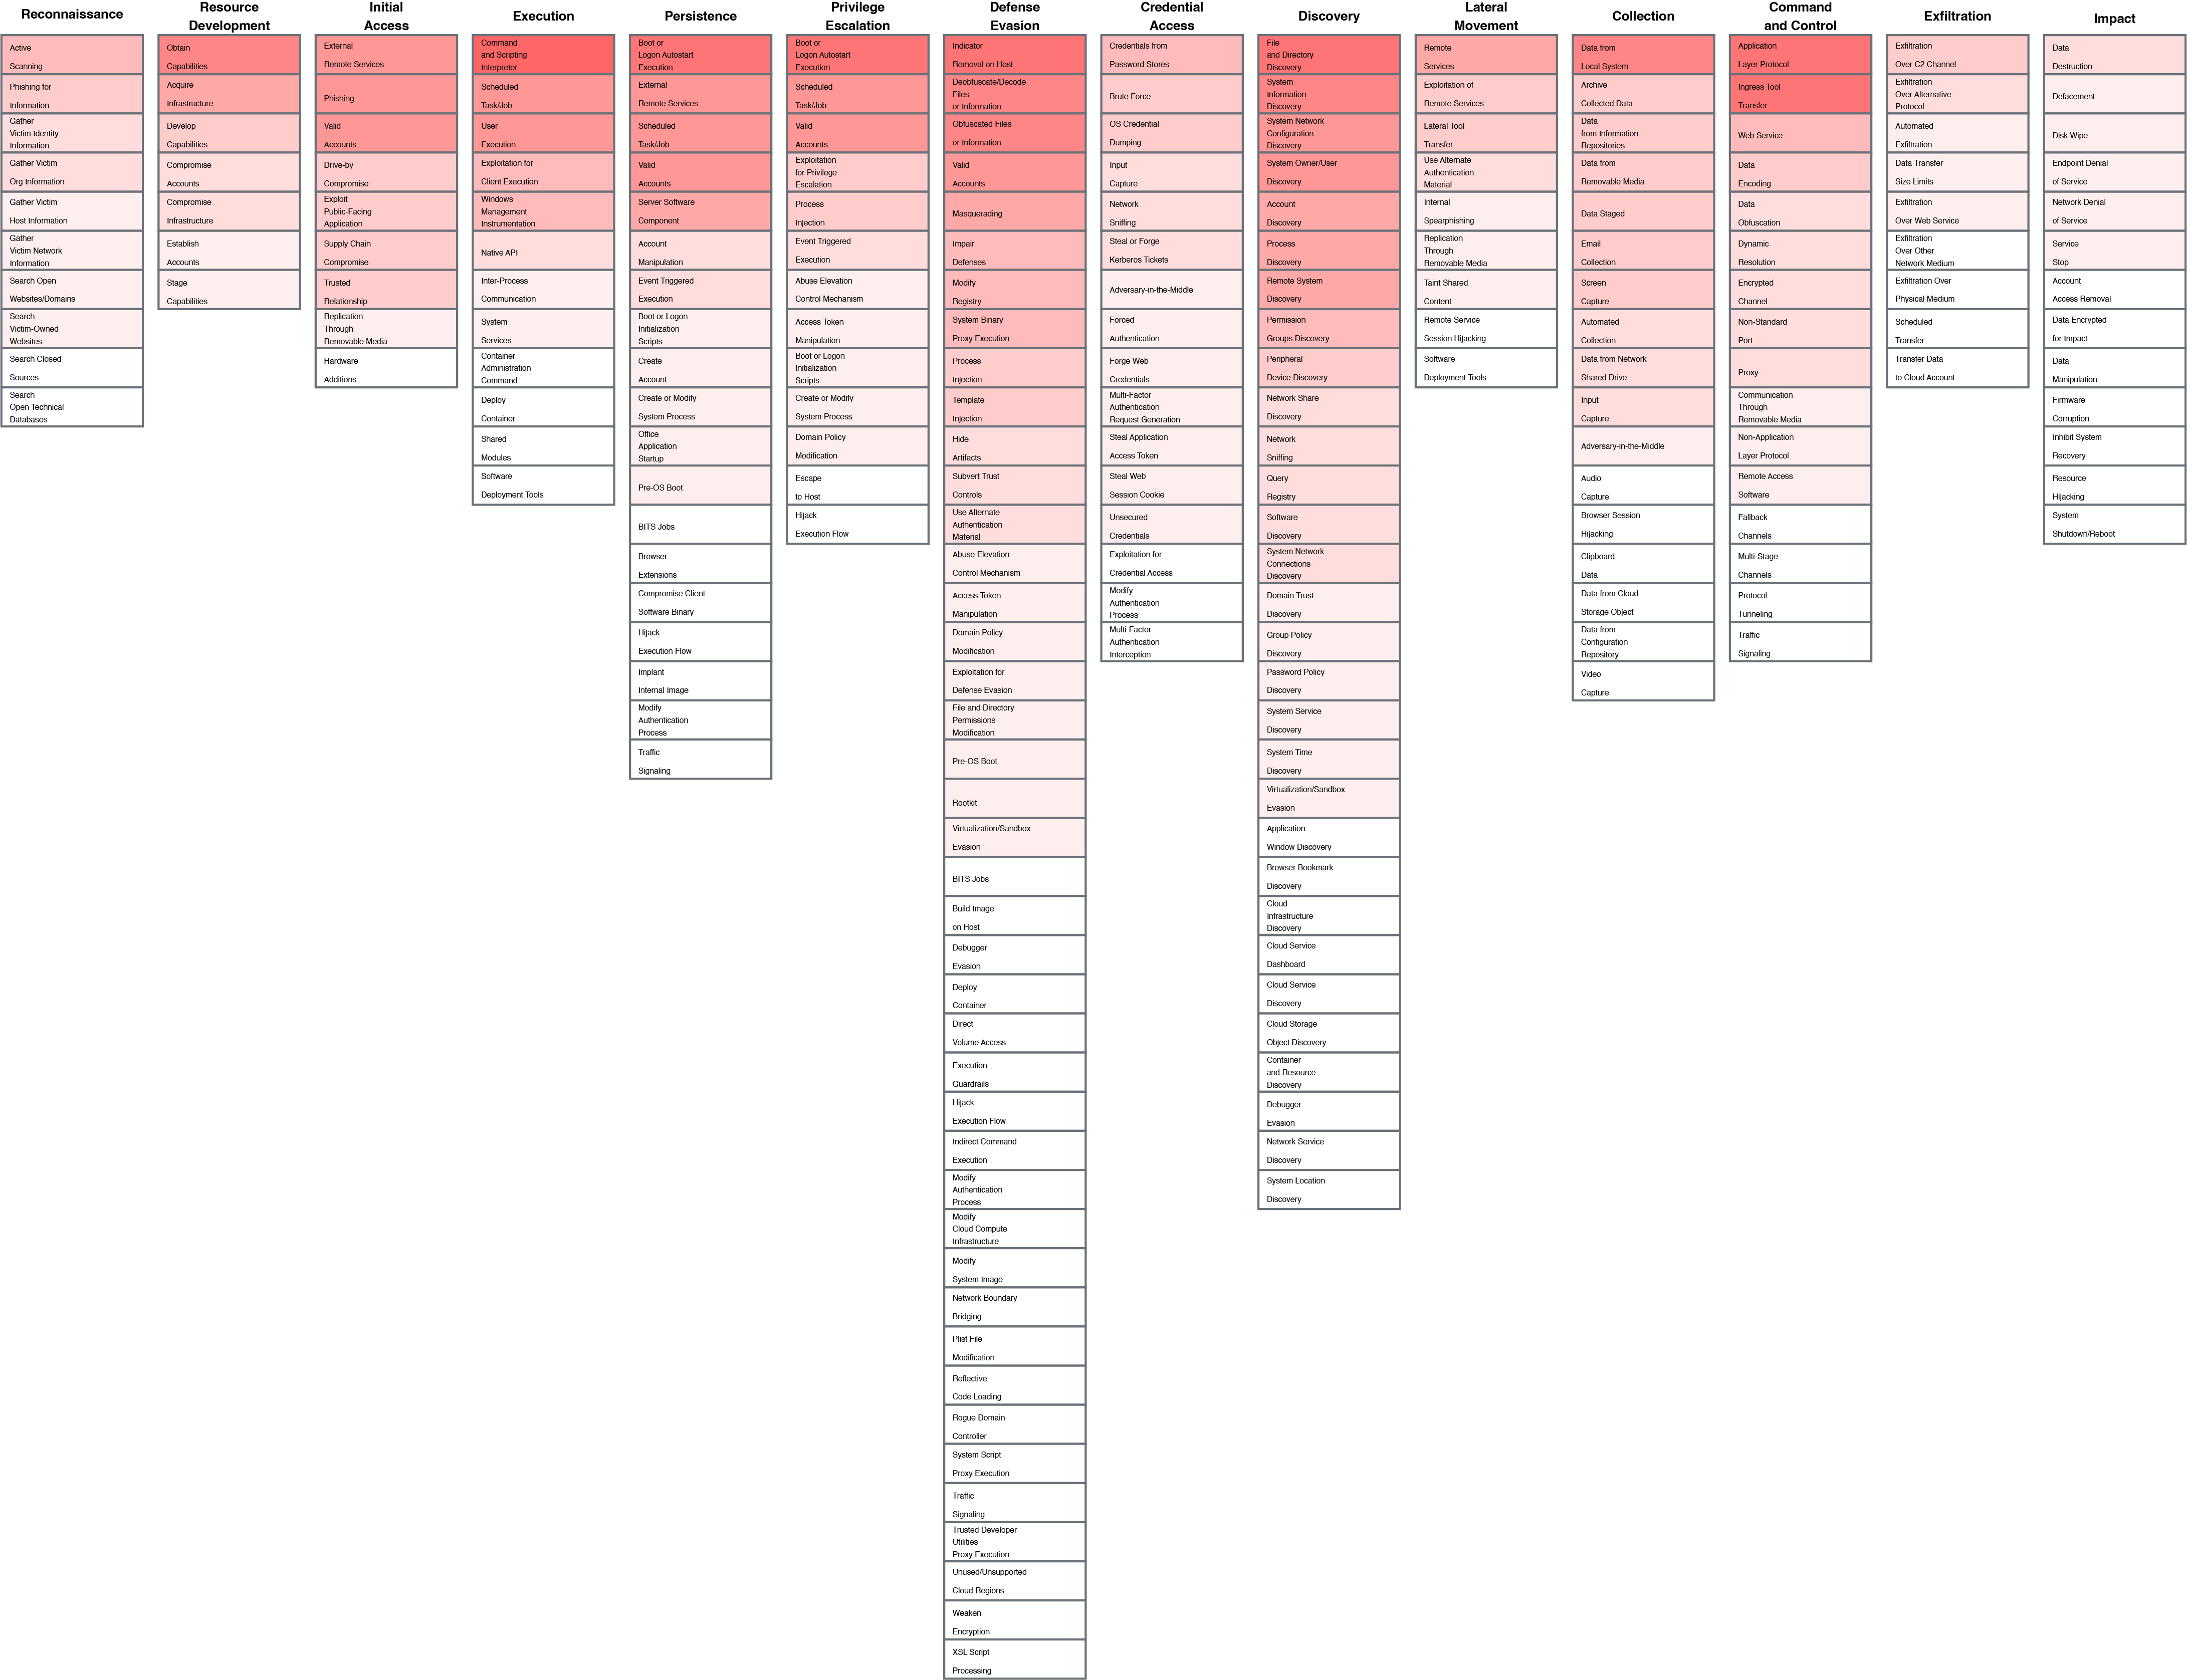 Reconnaissance
Active
Scanning
Phishing for
Information
Gather
Victim Identity
Information
Gather Victim
Org Information
Gather Victim
Host Information
Gather
Victim Network
Information
Search Open
Websites/Domains
Search
Victim-Owned
Websites
Search Closed
Sources
Search
Open Technical
Databases
Resource
Development
Obtain
Capabilities
Acquire
Infrastructure
Develop
Capabilities
Compromise
Accounts
Compromise
Infrastructure
Establish
Accounts
Stage
Capabilities
Initial
Access
External
Remote Services
Phishing
Valid
Accounts
Drive-by
Compromise
Exploit
Public-Facing
Application
Supply Chain
Compromise
Trusted
Relationship
Replication
Through
Removable Media
Hardware
Additions
Execution
Command
and Scripting
Interpreter
Scheduled
Task/Job
User
Execution
Exploitation for
Client Execution
Windows
Management
Instrumentation
Native API
Inter-Process
Communication
System
Services
Container
Administration
Command
Deploy
Container
Shared
Modules
Software
Deployment Tools
Persistence
Boot or
Logon Autostart
Execution
External
Remote Services
Scheduled
Task/Job
Valid
Accounts
Server Software
Component
Account
Manipulation
Event Triggered
Execution
Boot or Logon
Initialization
Scripts
Create
Account
Create or Modify
System Process
Office
Application
Startup
Pre-OS Boot
BITS Jobs
Browser
Extensions
Compromise Client
Software Binary
Hijack
Execution Flow
Implant
Internal Image
Modify
Authentication
Process
Traffic
Signaling
Privilege
Escalation
Boot or
Logon Autostart
Execution
Scheduled
Task/Job
Valid
Accounts
Exploitation
for Privilege
Escalation
Process
Injection
Event Triggered
Execution
Abuse Elevation
Control Mechanism
Access Token
Manipulation
Boot or Logon
Initialization
Scripts
Create or Modify
System Process
Domain Policy
Modification
Escape
to Host
Hijack
Execution Flow
Defense
Evasion
Indicator
Removal on Host
Deobfuscate/Decode
Files
or Information
Obfuscated Files
or Information
Valid
Accounts
Masquerading
Impair
Defenses
Modify
Registry
System Binary
Proxy Execution
Process
Injection
Template
Injection
Hide
Artifacts
Subvert Trust
Controls
Use Alternate
Authentication
Material
Abuse Elevation
Control Mechanism
Access Token
Manipulation
Domain Policy
Modification
Exploitation for
Defense Evasion
File and Directory
Permissions
Modification
Pre-OS Boot
Rootkit
Virtualization/Sandbox
Evasion
BITS Jobs
Build Image
on Host
Debugger
Evasion
Deploy
Container
Direct
Volume Access
Execution
Guardrails
Hijack
Execution Flow
Indirect Command
Execution
Modify
Authentication
Process
Modify
Cloud Compute
Infrastructure
Modify
System Image
Network Boundary
Bridging
Plist File
Modification
Reflective
Code Loading
Rogue Domain
Controller
System Script
Proxy Execution
Traffic
Signaling
Trusted Developer
Utilities
Proxy Execution
Unused/Unsupported
Cloud Regions
Weaken
Encryption
XSL Script
Processing
Credential
Access
Credentials from
Password Stores
Brute Force
OS Credential
Dumping
Input
Capture
Network
Sniffing
Steal or Forge
Kerberos Tickets
Adversary-in-the-Middle
Forced
Authentication
Forge Web
Credentials
Multi-Factor
Authentication
Request Generation
Steal Application
Access Token
Steal Web
Session Cookie
Unsecured
Credentials
Exploitation for
Credential Access
Modify
Authentication
Process
Multi-Factor
Authentication
Interception
Discovery
File
and Directory
Discovery
System
Information
Discovery
System Network
Configuration
Discovery
System Owner/User
Discovery
Account
Discovery
Process
Discovery
Remote System
Discovery
Permission
Groups Discovery
Peripheral
Device Discovery
Network Share
Discovery
Network
Sniffing
Query
Registry
Software
Discovery
System Network
Connections
Discovery
Domain Trust
Discovery
Group Policy
Discovery
Password Policy
Discovery
System Service
Discovery
System Time
Discovery
Virtualization/Sandbox
Evasion
Application
Window Discovery
Browser Bookmark
Discovery
Cloud
Infrastructure
Discovery
Cloud Service
Dashboard
Cloud Service
Discovery
Cloud Storage
Object Discovery
Container
and Resource
Discovery
Debugger
Evasion
Network Service
Discovery
System Location
Discovery
Lateral
Movement
Remote
Services
Exploitation of
Remote Services
Lateral Tool
Transfer
Use Alternate
Authentication
Material
Internal
Spearphishing
Replication
Through
Removable Media
Taint Shared
Content
Remote Service
Session Hijacking
Software
Deployment Tools
Collection
Data from
Local System
Archive
Collected Data
Data
from Information
Repositories
Data from
Removable Media
Data Staged
Email
Collection
Screen
Capture
Automated
Collection
Data from Network
Shared Drive
Input
Capture
Adversary-in-the-Middle
Audio
Capture
Browser Session
Hijacking
Clipboard
Data
Data from Cloud
Storage Object
Data from
Configuration
Repository
Video
Capture
Command
and Control
Application
Layer Protocol
Ingress Tool
Transfer
Web Service
Data
Encoding
Data
Obfuscation
Dynamic
Resolution
Encrypted
Channel
Non-Standard
Port
Proxy
Communication
Through
Removable Media
Non-Application
Layer Protocol
Remote Access
Software
Fallback
Channels
Multi-Stage
Channels
Protocol
Tunneling
Traffic
Signaling
Exfiltration
Exfiltration
Over C2 Channel
Exfiltration
Over Alternative
Protocol
Automated
Exfiltration
Data Transfer
Size Limits
Exfiltration
Over Web Service
Exfiltration
Over Other
Network Medium
Exfiltration Over
Physical Medium
Scheduled
Transfer
Transfer Data
to Cloud Account
Impact
Data
Destruction
Defacement
Disk Wipe
Endpoint Denial
of Service
Network Denial
of Service
Service
Stop
Account
Access Removal
Data Encrypted
for Impact
Data
Manipulation
Firmware
Corruption
Inhibit System
Recovery
Resource
Hijacking
System
Shutdown/Reboot